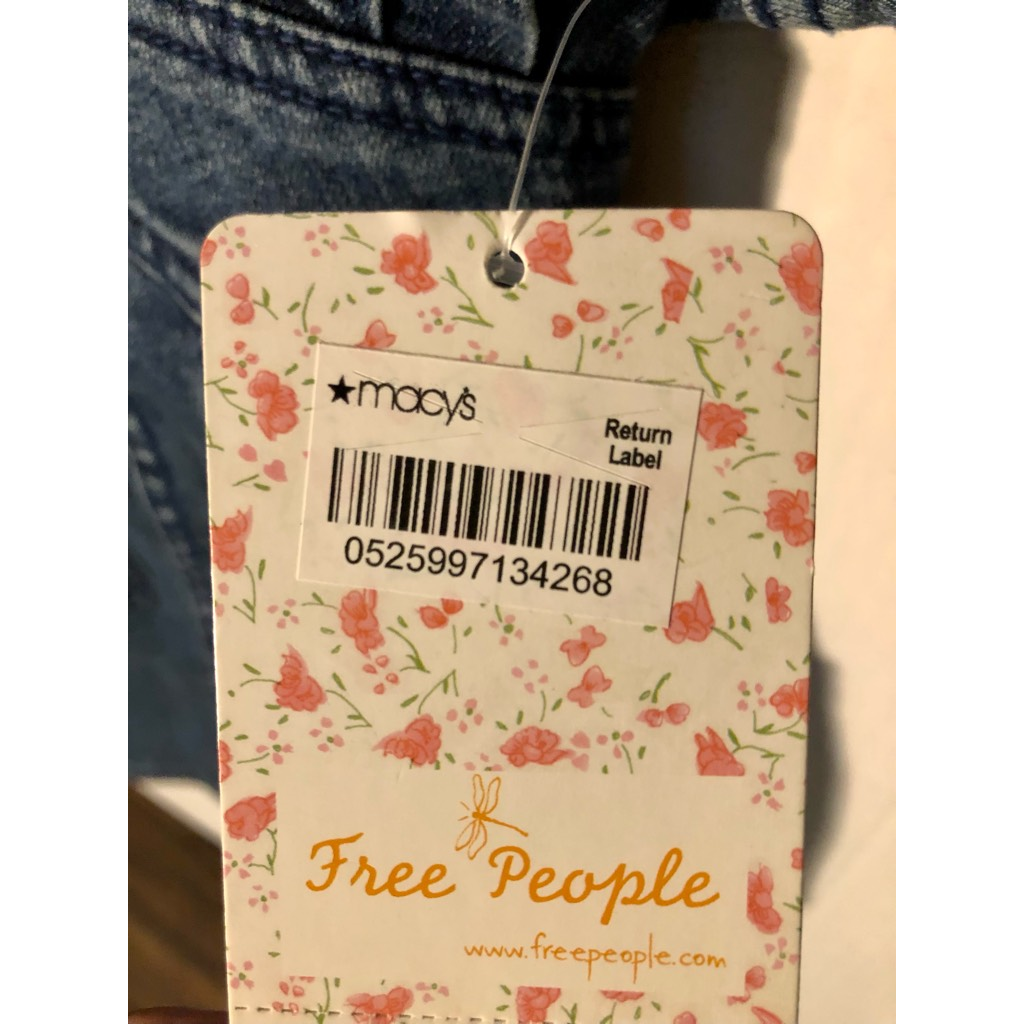 ★macy's
Return
Label
0525997134268
Free People
www.freepeople.com